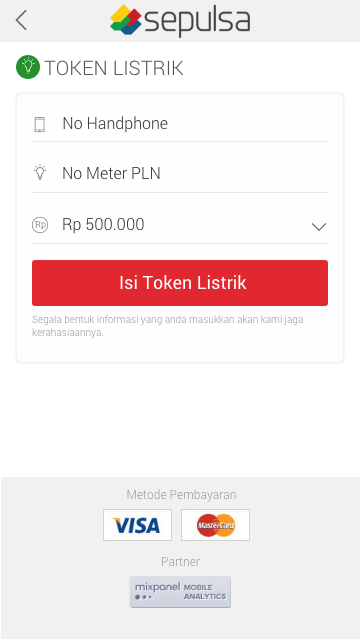 sepulsa
TOKEN LISTRIK
No Handphone
No Meter PLN
Rp
Rp 500.000
Isi Token Listrik
Segala bentuk informasi yang anda masukkan akan kami jaga
kerahasiaannya.
Metode Pembayaran
VISA
MasterCard
Partner
mixpanel MOBILE
ANALYTICS